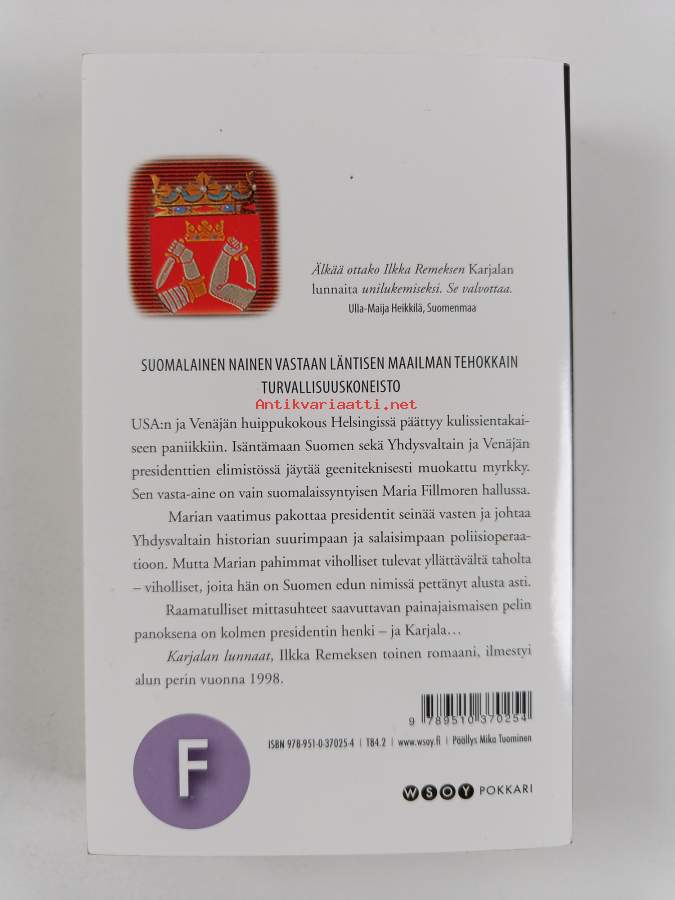 Älkää ottako Ilkka Remeksen Karjalan
lunnaita unilukemiseksi. Se valvottaa.
Ulla-Maija Heikkilä, Suomenmaa
SUOMALAINEN NAINEN VASTAAN LÄNTISEN MAAILMAN TEHOKKAIN
TURVALLISUUSKONEISTO
Antikvariaatti.net
USA:n ja Venäjän huippukokous Helsingissä päättyy kulissientakai-
seen paniikkiin. Isäntämaan Suomen sekä Yhdysvaltain ja Venäjän
presidenttien elimistössä jäytää geeniteknisesti muokattu myrkky.
Sen vasta-aine on vain suomalaissyntyisen Maria Fillmoren hallussa.
Marian vaatimus pakottaa presidentit seinää vasten ja johtaa
Yhdysvaltain historian suurimpaan ja salaisimpaan poliisioperaa-
tioon. Mutta Marian pahimmat viholliset tulevat yllättävältä taholta
– viholliset, joita hän on Suomen edun nimissä pettänyt alusta asti.
Raamatulliset mittasuhteet saavuttavan painajaismaisen pelin
panoksena on kolmen presidentin henki – ja Karjala...
Karjalan lunnaat, Ilkka Remeksen toinen romaani, ilmestyi
alun perin vuonna 1998.
9 789510 370254
ISBN 978-951-0-37025-4 | T84.2 | www.wsoy.fi | Päällys Mika Tuominen
F
WSOY POKKARI